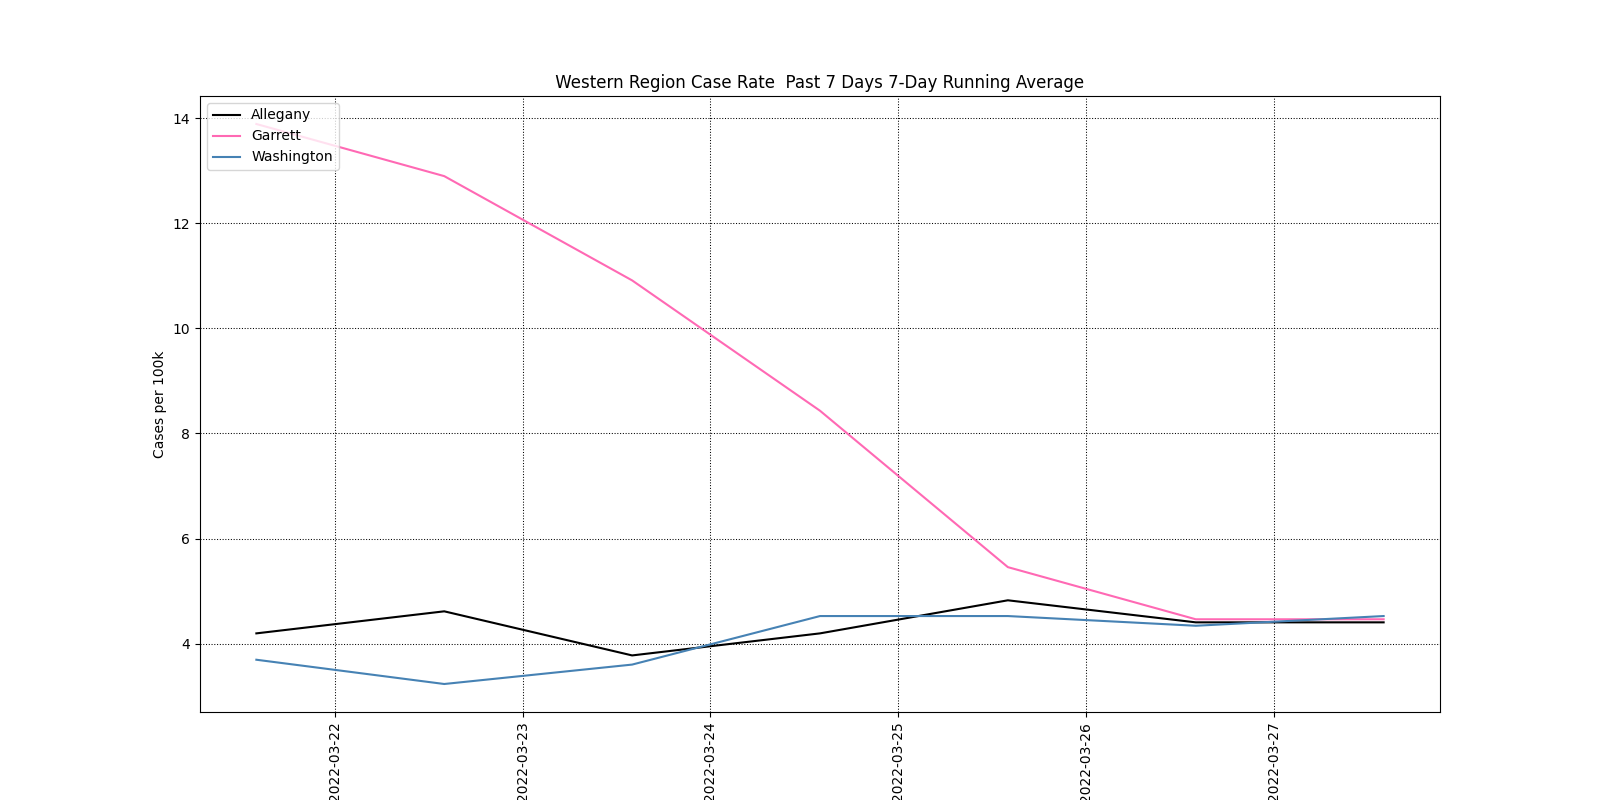 Western Region Case Rate  Past 7 Days 7-Day Running Average
Allegany
Garrett
Washington
14
12
10
8
6
4
Cases per 100k
2022-03-22
2022-03-23
2022-03-24
2022-03-25
2022-03-26
2022-03-27